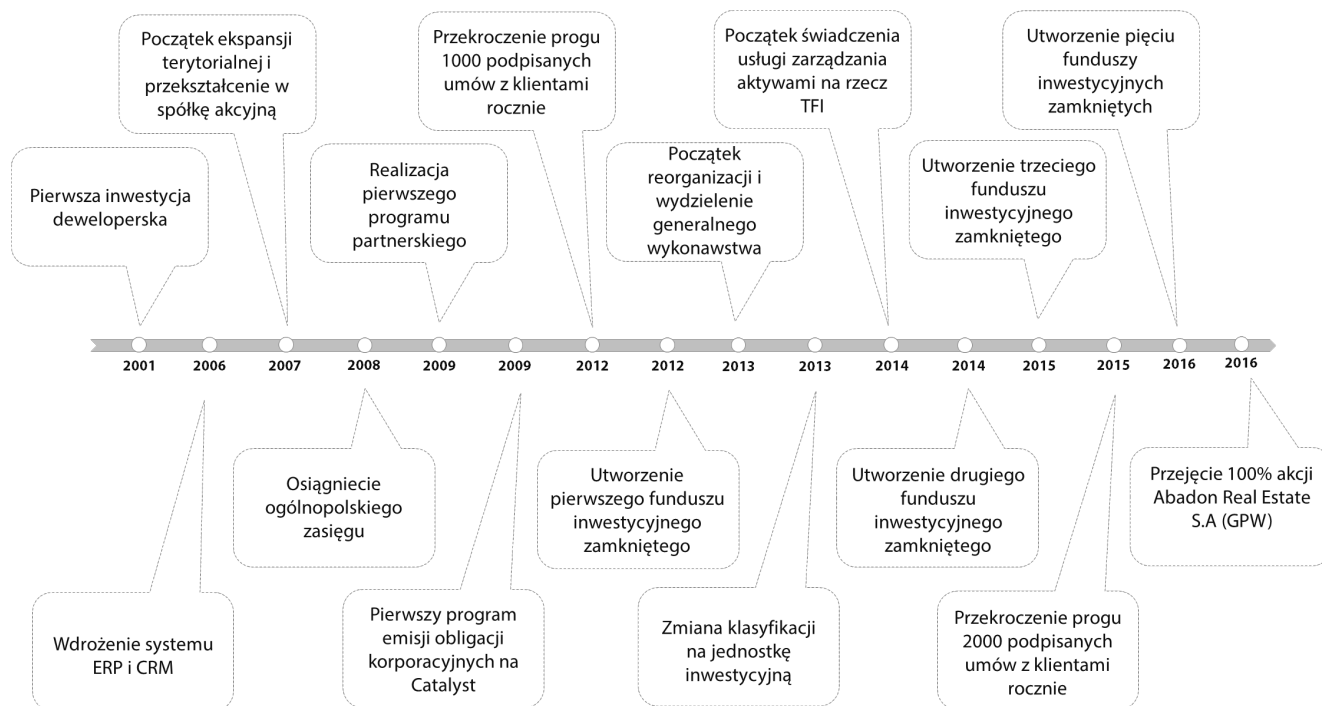 Początek ekspansji
terytorialnej i
przekształcenie w
spółkę akcyjną
Przekroczenie progu
1000 podpisanych
umów z klientami
rocznie
Początek świadczenia
usługi zarządzania
aktywami na rzecz
TFI
Utworzenie pięciu
funduszy
inwestycyjnych
zamkniętych
Pierwsza inwestycja
deweloperska
Realizacja
pierwszego
programu
partnerskiego
Początek
reorganizacji i
wydzielenie
generalnego
wykonawstwa
Utworzenie trzeciego
funduszu
inwestycyjnego
zamkniętego
2001 2006 2007 2008 2009 2009 2012 2012 2013 2013 2014 2014 2015 2015 2016 2016
Osiągniecie
ogólnopolskiego
zasięgu
Utworzenie
pierwszego funduszu
inwestycyjnego
zamkniętego
Utworzenie drugiego
funduszu
inwestycyjnego
zamkniętego
Przejęcie 100% akcji
Abadon Real Estate
S.A (GPW)
Wdrożenie systemu
ERP i CRM
Pierwszy program
emisji obligacji
korporacyjnych na
Catalyst
Zmiana klasyfikacji
na jednostkę
inwestycyjną
Przekroczenie progu
2000 podpisanych
umów z klientami
rocznie